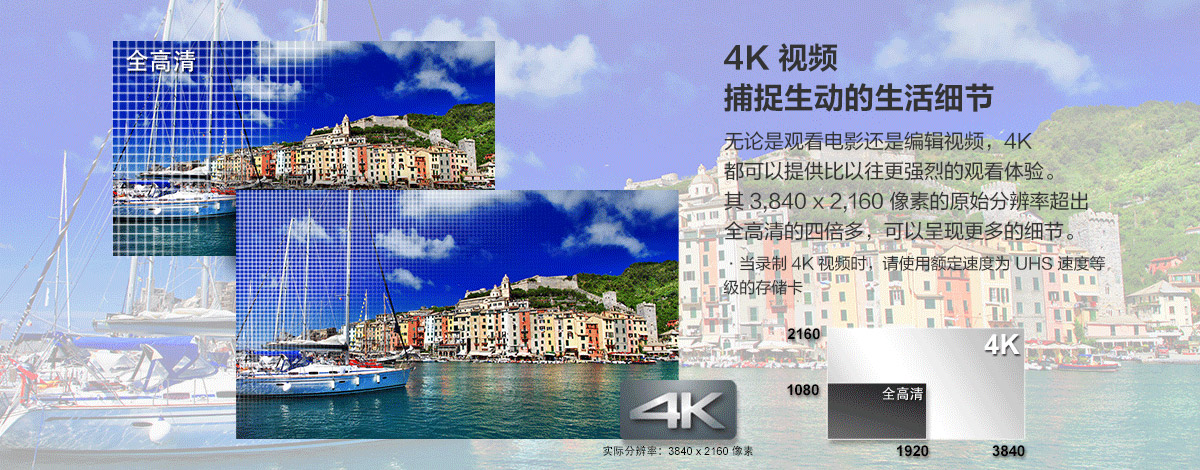 全高清
4K 视频
捕捉生动的生活细节
无论是观看电影还是编辑视频，4K
都可以提供比以往更强烈的观看体验。
其 3,840 x 2,160 像素的原始分辨率超出
全高清的四倍多，可以呈现更多的细节。
· 当录制 4K 视频时，请使用额定速度为 UHS 速度等
级的存储卡
2160
4K
1080
全高清
1920
3840
4K
实际分辨率：3840 x 2160 像素